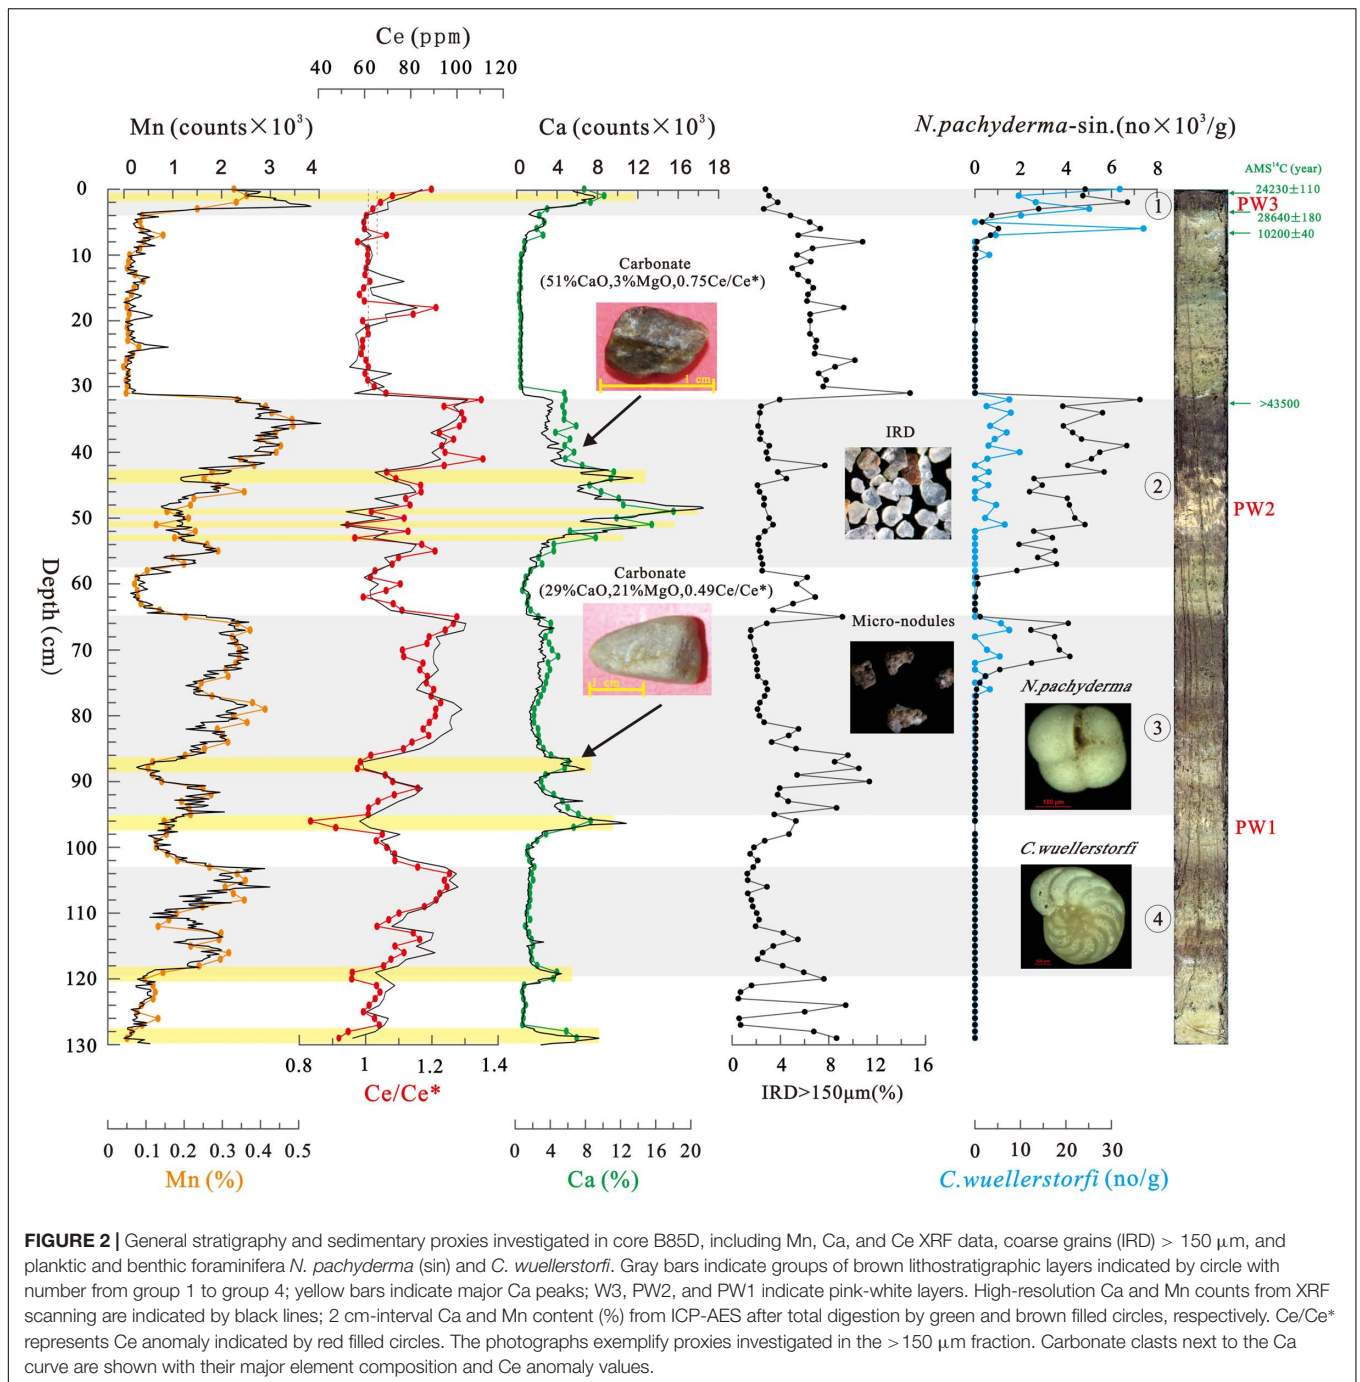 Ce (ppm)
40 60 80 100 120
Mn (counts×10³)
Ca (counts×10³)
N.pachyderma-sin.(no×10³/g)
0 1 2 3 4
0 4 8 12 16 18
0 2 4 6 8
AMS¹⁴C (year)
0
10
20
30
40
50
60
70
80
90
100
110
120
130
Depth (cm)
24230±110
PW3
28640±180
10200±40
>43500
PW2
PW1
1
2
3
4
Carbonate
(51%CaO,3%MgO,0.75Ce/Ce*)
1 cm
IRD
Carbonate
(29%CaO,21%MgO,0.49Ce/Ce*)
1 cm
Micro-nodules
N.pachyderma
100 μm
C.wuellerstorfi
0.8 1 1.2 1.4
Ce/Ce*
0 4 8 12 16
IRD>150μm(%)
0 0.1 0.2 0.3 0.4 0.5
Mn (%)
0 4 8 12 16 20
Ca (%)
0 10 20 30
C.wuellerstorfi (no/g)
FIGURE 2 | General stratigraphy and sedimentary proxies investigated in core B85D, including Mn, Ca, and Ce XRF data, coarse grains (IRD) > 150 μm, and
planktic and benthic foraminifera N. pachyderma (sin) and C. wuellerstorfi. Gray bars indicate groups of brown lithostratigraphic layers indicated by circle with
number from group 1 to group 4; yellow bars indicate major Ca peaks; W3, PW2, and PW1 indicate pink-white layers. High-resolution Ca and Mn counts from XRF
scanning are indicated by black lines; 2 cm-interval Ca and Mn content (%) from ICP-AES after total digestion by green and brown filled circles, respectively. Ce/Ce*
represents Ce anomaly indicated by red filled circles. The photographs exemplify proxies investigated in the >150 μm fraction. Carbonate clasts next to the Ca
curve are shown with their major element composition and Ce anomaly values.